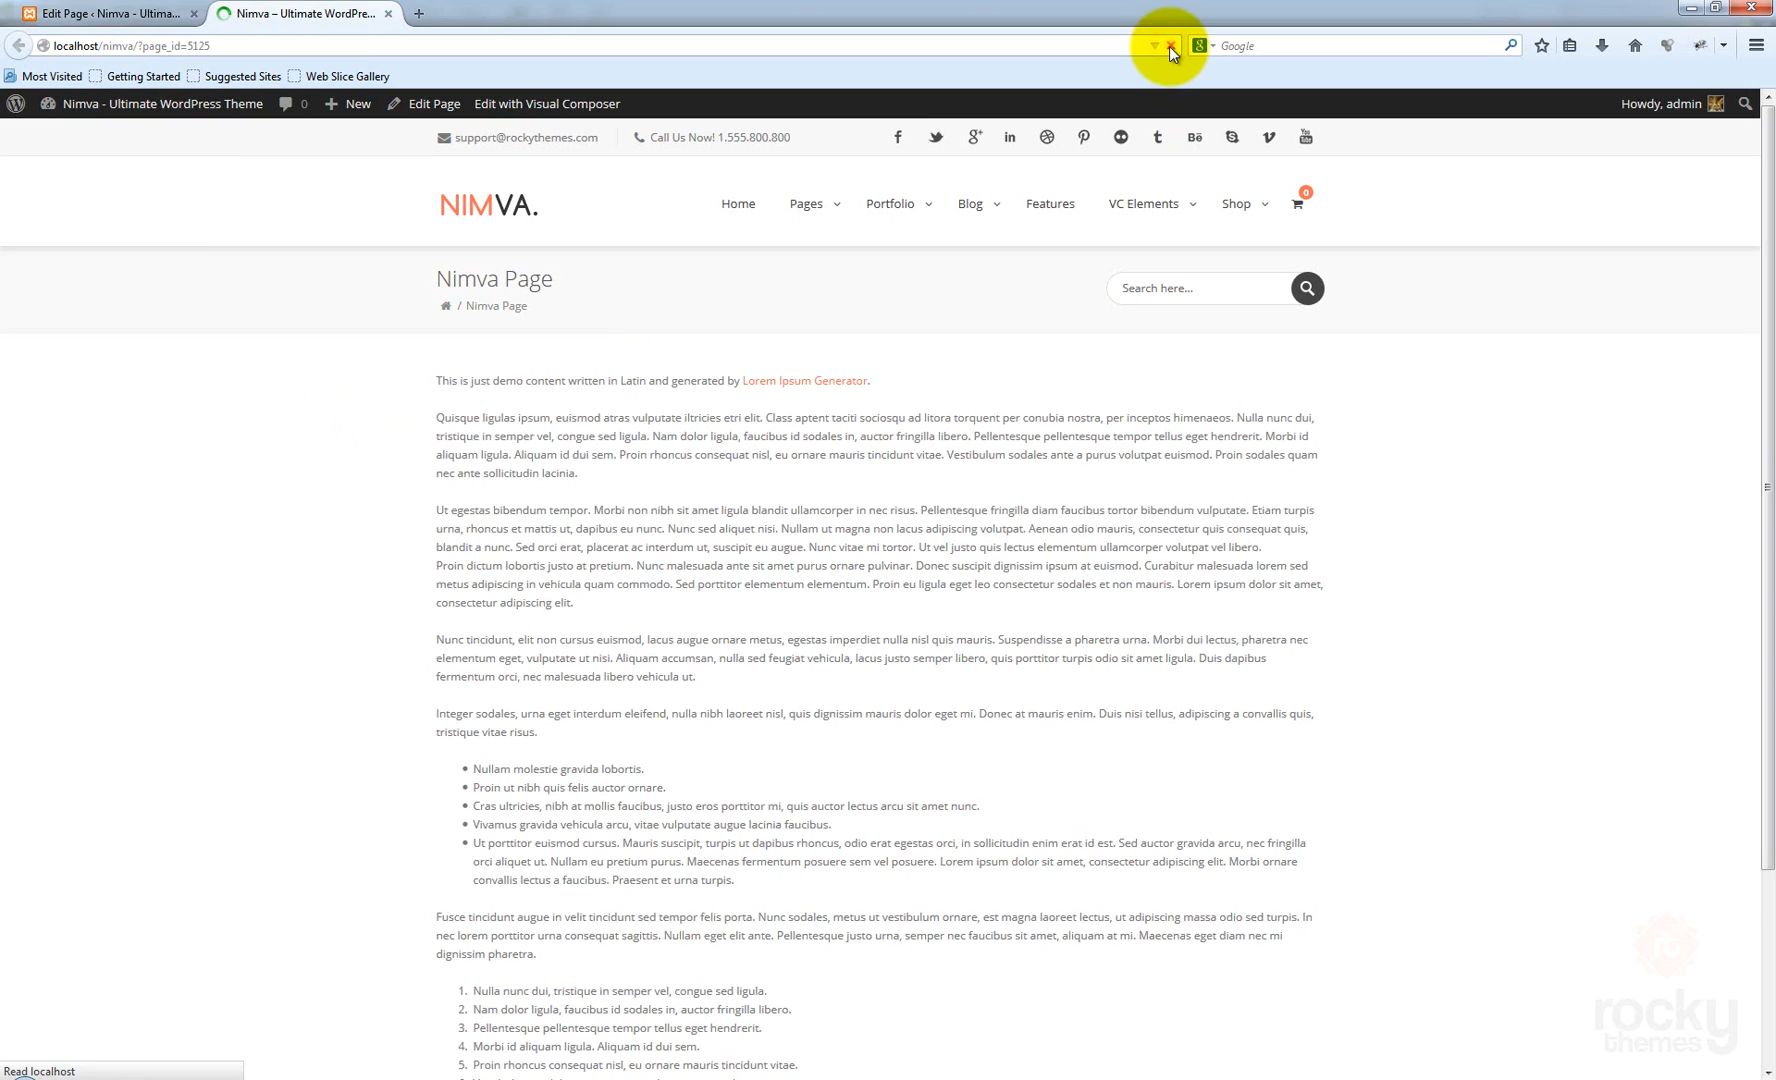 Edit Page ‹ Nimva - Ultima...
Nimva – Ultimate WordPre...
localhost/nimva/?page_id=5125
Google
Most Visited
Getting Started
Suggested Sites
Web Slice Gallery
Nimva - Ultimate WordPress Theme
0
New
Edit Page
Edit with Visual Composer
Howdy, admin
support@rockythemes.com
Call Us Now! 1.555.800.800
NIMVA.
Home
Pages
Portfolio
Blog
Features
VC Elements
Shop
0
Nimva Page
/ Nimva Page
Search here...
This is just demo content written in Latin and generated by Lorem Ipsum Generator.
Quisque ligulas ipsum, euismod atras vulputate iltricies etri elit. Class aptent taciti sociosqu ad litora torquent per conubia nostra, per inceptos himenaeos. Nulla nunc dui,
tristique in semper vel, congue sed ligula. Nam dolor ligula, faucibus id sodales in, auctor fringilla libero. Pellentesque pellentesque tempor tellus eget hendrerit. Morbi id
aliquam ligula. Aliquam id dui sem. Proin rhoncus consequat nisl, eu ornare mauris tincidunt vitae. Vestibulum sodales ante a purus volutpat euismod. Proin sodales quam
nec ante sollicitudin lacinia.
Ut egestas bibendum tempor. Morbi non nibh sit amet ligula blandit ullamcorper in nec risus. Pellentesque fringilla diam faucibus tortor bibendum vulputate. Etiam turpis
urna, rhoncus et mattis ut, dapibus eu nunc. Nunc sed aliquet nisi. Nullam ut magna non lacus adipiscing volutpat. Aenean odio mauris, consectetur quis consequat quis,
blandit a nunc. Sed orci erat, placerat ac interdum ut, suscipit eu augue. Nunc vitae mi tortor. Ut vel justo quis lectus elementum ullamcorper volutpat vel libero.
Proin dictum lobortis justo at pretium. Nunc malesuada ante sit amet purus ornare pulvinar. Donec suscipit dignissim ipsum at euismod. Curabitur malesuada lorem sed
metus adipiscing in vehicula quam commodo. Sed porttitor elementum elementum. Proin eu ligula eget leo consectetur sodales et non mauris. Lorem ipsum dolor sit amet,
consectetur adipiscing elit.
Nunc tincidunt, elit non cursus euismod, lacus augue ornare metus, egestas imperdiet nulla nisl quis mauris. Suspendisse a pharetra urna. Morbi dui lectus, pharetra nec
elementum eget, vulputate ut nisi. Aliquam accumsan, nulla sed feugiat vehicula, lacus justo semper libero, quis porttitor turpis odio sit amet ligula. Duis dapibus
fermentum orci, nec malesuada libero vehicula ut.
Integer sodales, urna eget interdum eleifend, nulla nibh laoreet nisl, quis dignissim mauris dolor eget mi. Donec at mauris enim. Duis nisi tellus, adipiscing a convallis quis,
tristique vitae risus.
Nullam molestie gravida lobortis.
Proin ut nibh quis felis auctor ornare.
Cras ultricies, nibh at mollis faucibus, justo eros porttitor mi, quis auctor lectus arcu sit amet nunc.
Vivamus gravida vehicula arcu, vitae vulputate augue lacinia faucibus.
Ut porttitor euismod cursus. Mauris suscipit, turpis ut dapibus rhoncus, odio erat egestas orci, in sollicitudin enim erat id est. Sed auctor gravida arcu, nec fringilla
orci aliquet ut. Nullam eu pretium purus. Maecenas fermentum posuere sem vel posuere. Lorem ipsum dolor sit amet, consectetur adipiscing elit. Morbi ornare
convallis lectus a faucibus. Praesent et urna turpis.
Fusce tincidunt augue in velit tincidunt sed tempor felis porta. Nunc sodales, metus ut vestibulum ornare, est magna laoreet lectus, ut adipiscing massa odio sed turpis. In
nec lorem porttitor urna consequat sagittis. Nullam eget elit ante. Pellentesque justo urna, semper nec faucibus sit amet, aliquam at mi. Maecenas eget diam nec mi
dignissim pharetra.
1. Nulla nunc dui, tristique in semper vel, congue sed ligula.
2. Nam dolor ligula, faucibus id sodales in, auctor fringilla libero.
3. Pellentesque pellentesque tempor tellus eget hendrerit.
4. Morbi id aliquam ligula. Aliquam id dui sem.
5. Proin rhoncus consequat nisl, eu ornare mauris tincidunt vitae.
Read localhost
rocky
themes